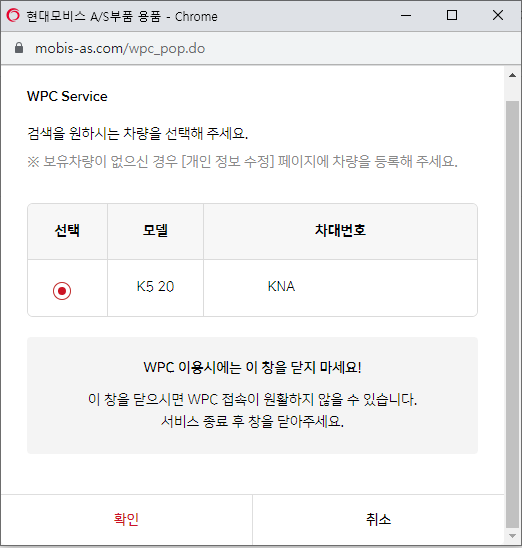 현대모비스 A/S부품 용품 - Chrome
mobis-as.com/wpc_pop.do
WPC Service
검색을 원하시는 차량을 선택해 주세요.
※ 보유차량이 없으신 경우 [개인 정보 수정] 페이지에 차량을 등록해 주세요.
선택 모델 차대번호
K5 20 KNA
WPC 이용시에는 이 창을 닫지 마세요!
이 창을 닫으시면 WPC 접속이 원활하지 않을 수 있습니다.
서비스 종료 후 창을 닫아주세요.
확인 취소